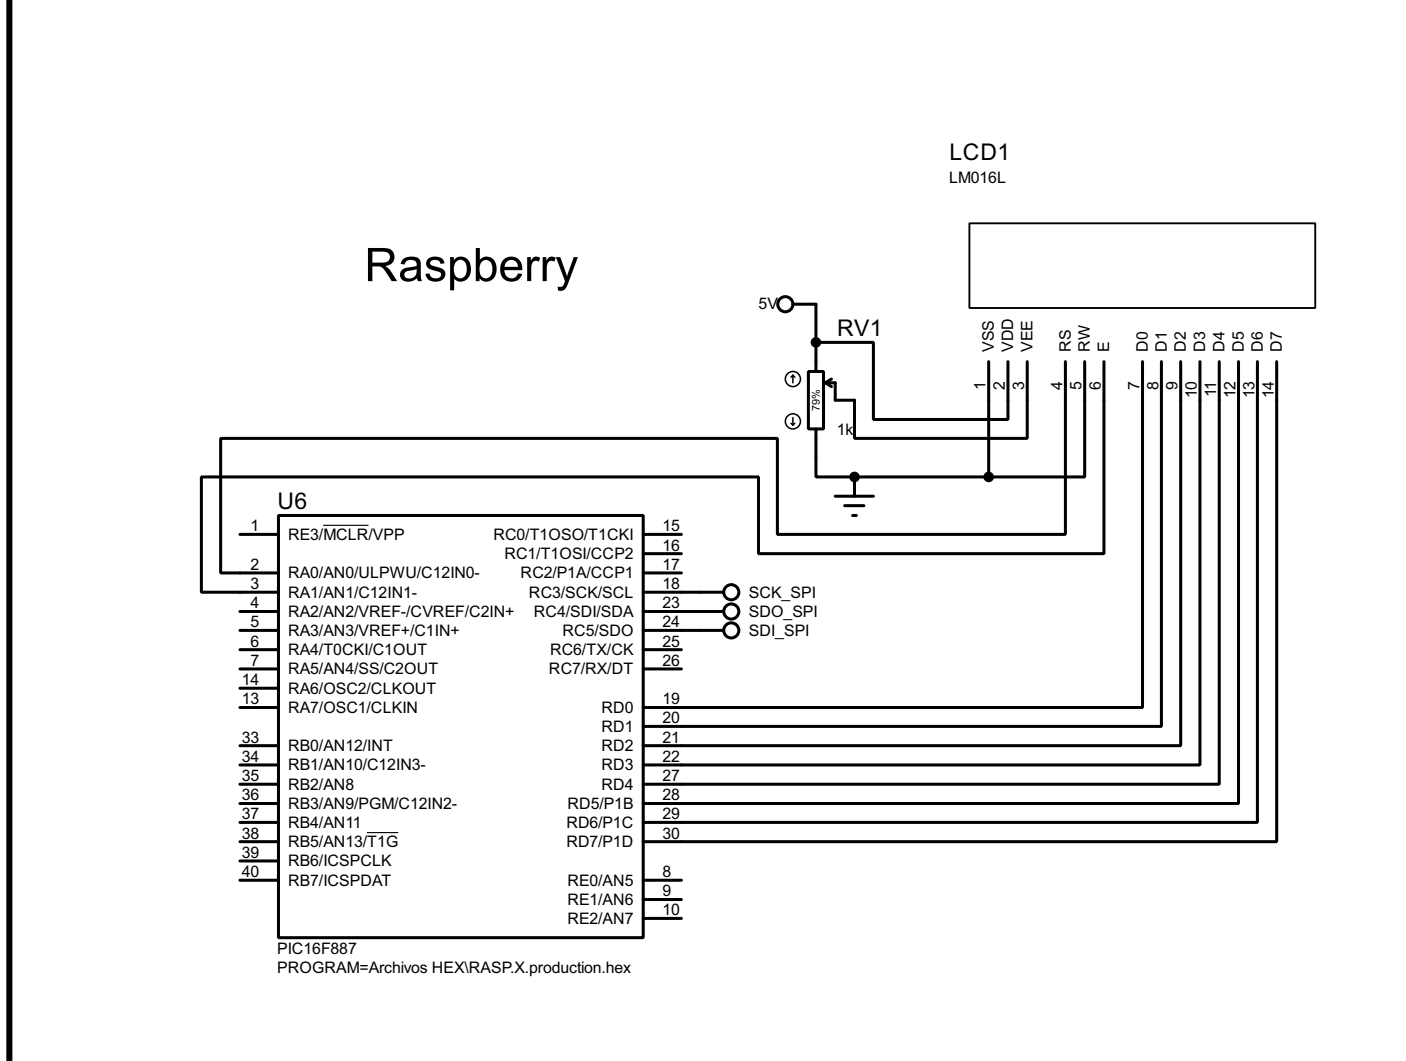 LCD1
LM016L
Raspberry
5V
RV1
79%
1k
VSS
VDD
VEE
RS
RW
E
D0
D1
D2
D3
D4
D5
D6
D7
1
2
3
4
5
6
7
8
9
10
11
12
13
14
U6
1 RE3/MCLR/VPP RC0/T1OSO/T1CKI 15
RC1/T1OSI/CCP2 16
2 RA0/AN0/ULPWU/C12IN0- RC2/P1A/CCP1 17
3 RA1/AN1/C12IN1- RC3/SCK/SCL 18 SCK_SPI
4 RA2/AN2/VREF-/CVREF/C2IN+ RC4/SDI/SDA 23 SDO_SPI
5 RA3/AN3/VREF+/C1IN+ RC5/SDO 24 SDI_SPI
6 RA4/T0CKI/C1OUT RC6/TX/CK 25
7 RA5/AN4/SS/C2OUT RC7/RX/DT 26
14 RA6/OSC2/CLKOUT
13 RA7/OSC1/CLKIN RD0 19
RD1 20
33 RB0/AN12/INT RD2 21
34 RB1/AN10/C12IN3- RD3 22
35 RB2/AN8 RD4 27
36 RB3/AN9/PGM/C12IN2- RD5/P1B 28
37 RB4/AN11 RD6/P1C 29
38 RB5/AN13/T1G RD7/P1D 30
39 RB6/ICSPCLK
40 RB7/ICSPDAT RE0/AN5 8
RE1/AN6 9
RE2/AN7 10
PIC16F887
PROGRAM=Archivos HEX\RASP.X.production.hex